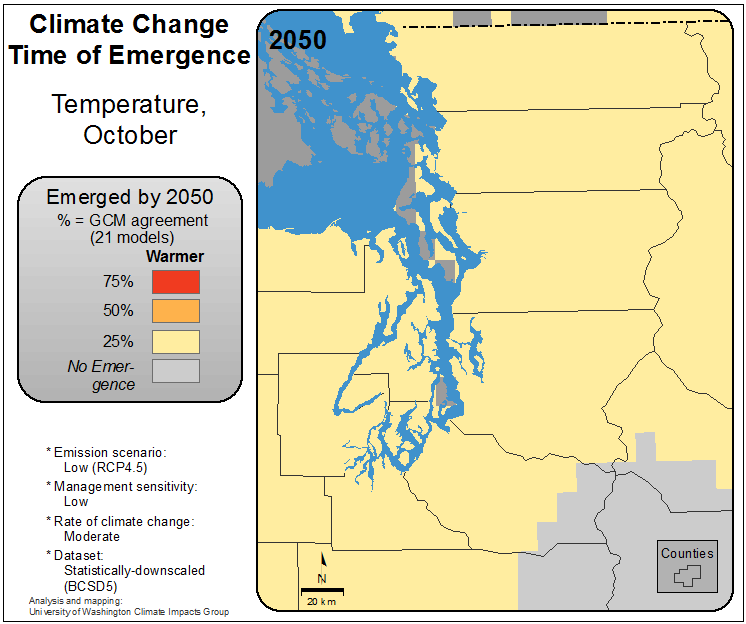 Climate Change
Time of Emergence
Temperature,
October
Emerged by 2050
% = GCM agreement
(21 models)
Warmer
75%
50%
25%
No Emer-
gence
* Emission scenario:
Low (RCP4.5)
* Management sensitivity:
Low
* Rate of climate change:
Moderate
* Dataset:
Statistically-downscaled
(BCSD5)
Analysis and mapping:
University of Washington Climate Impacts Group
2050
N
20 km
Counties